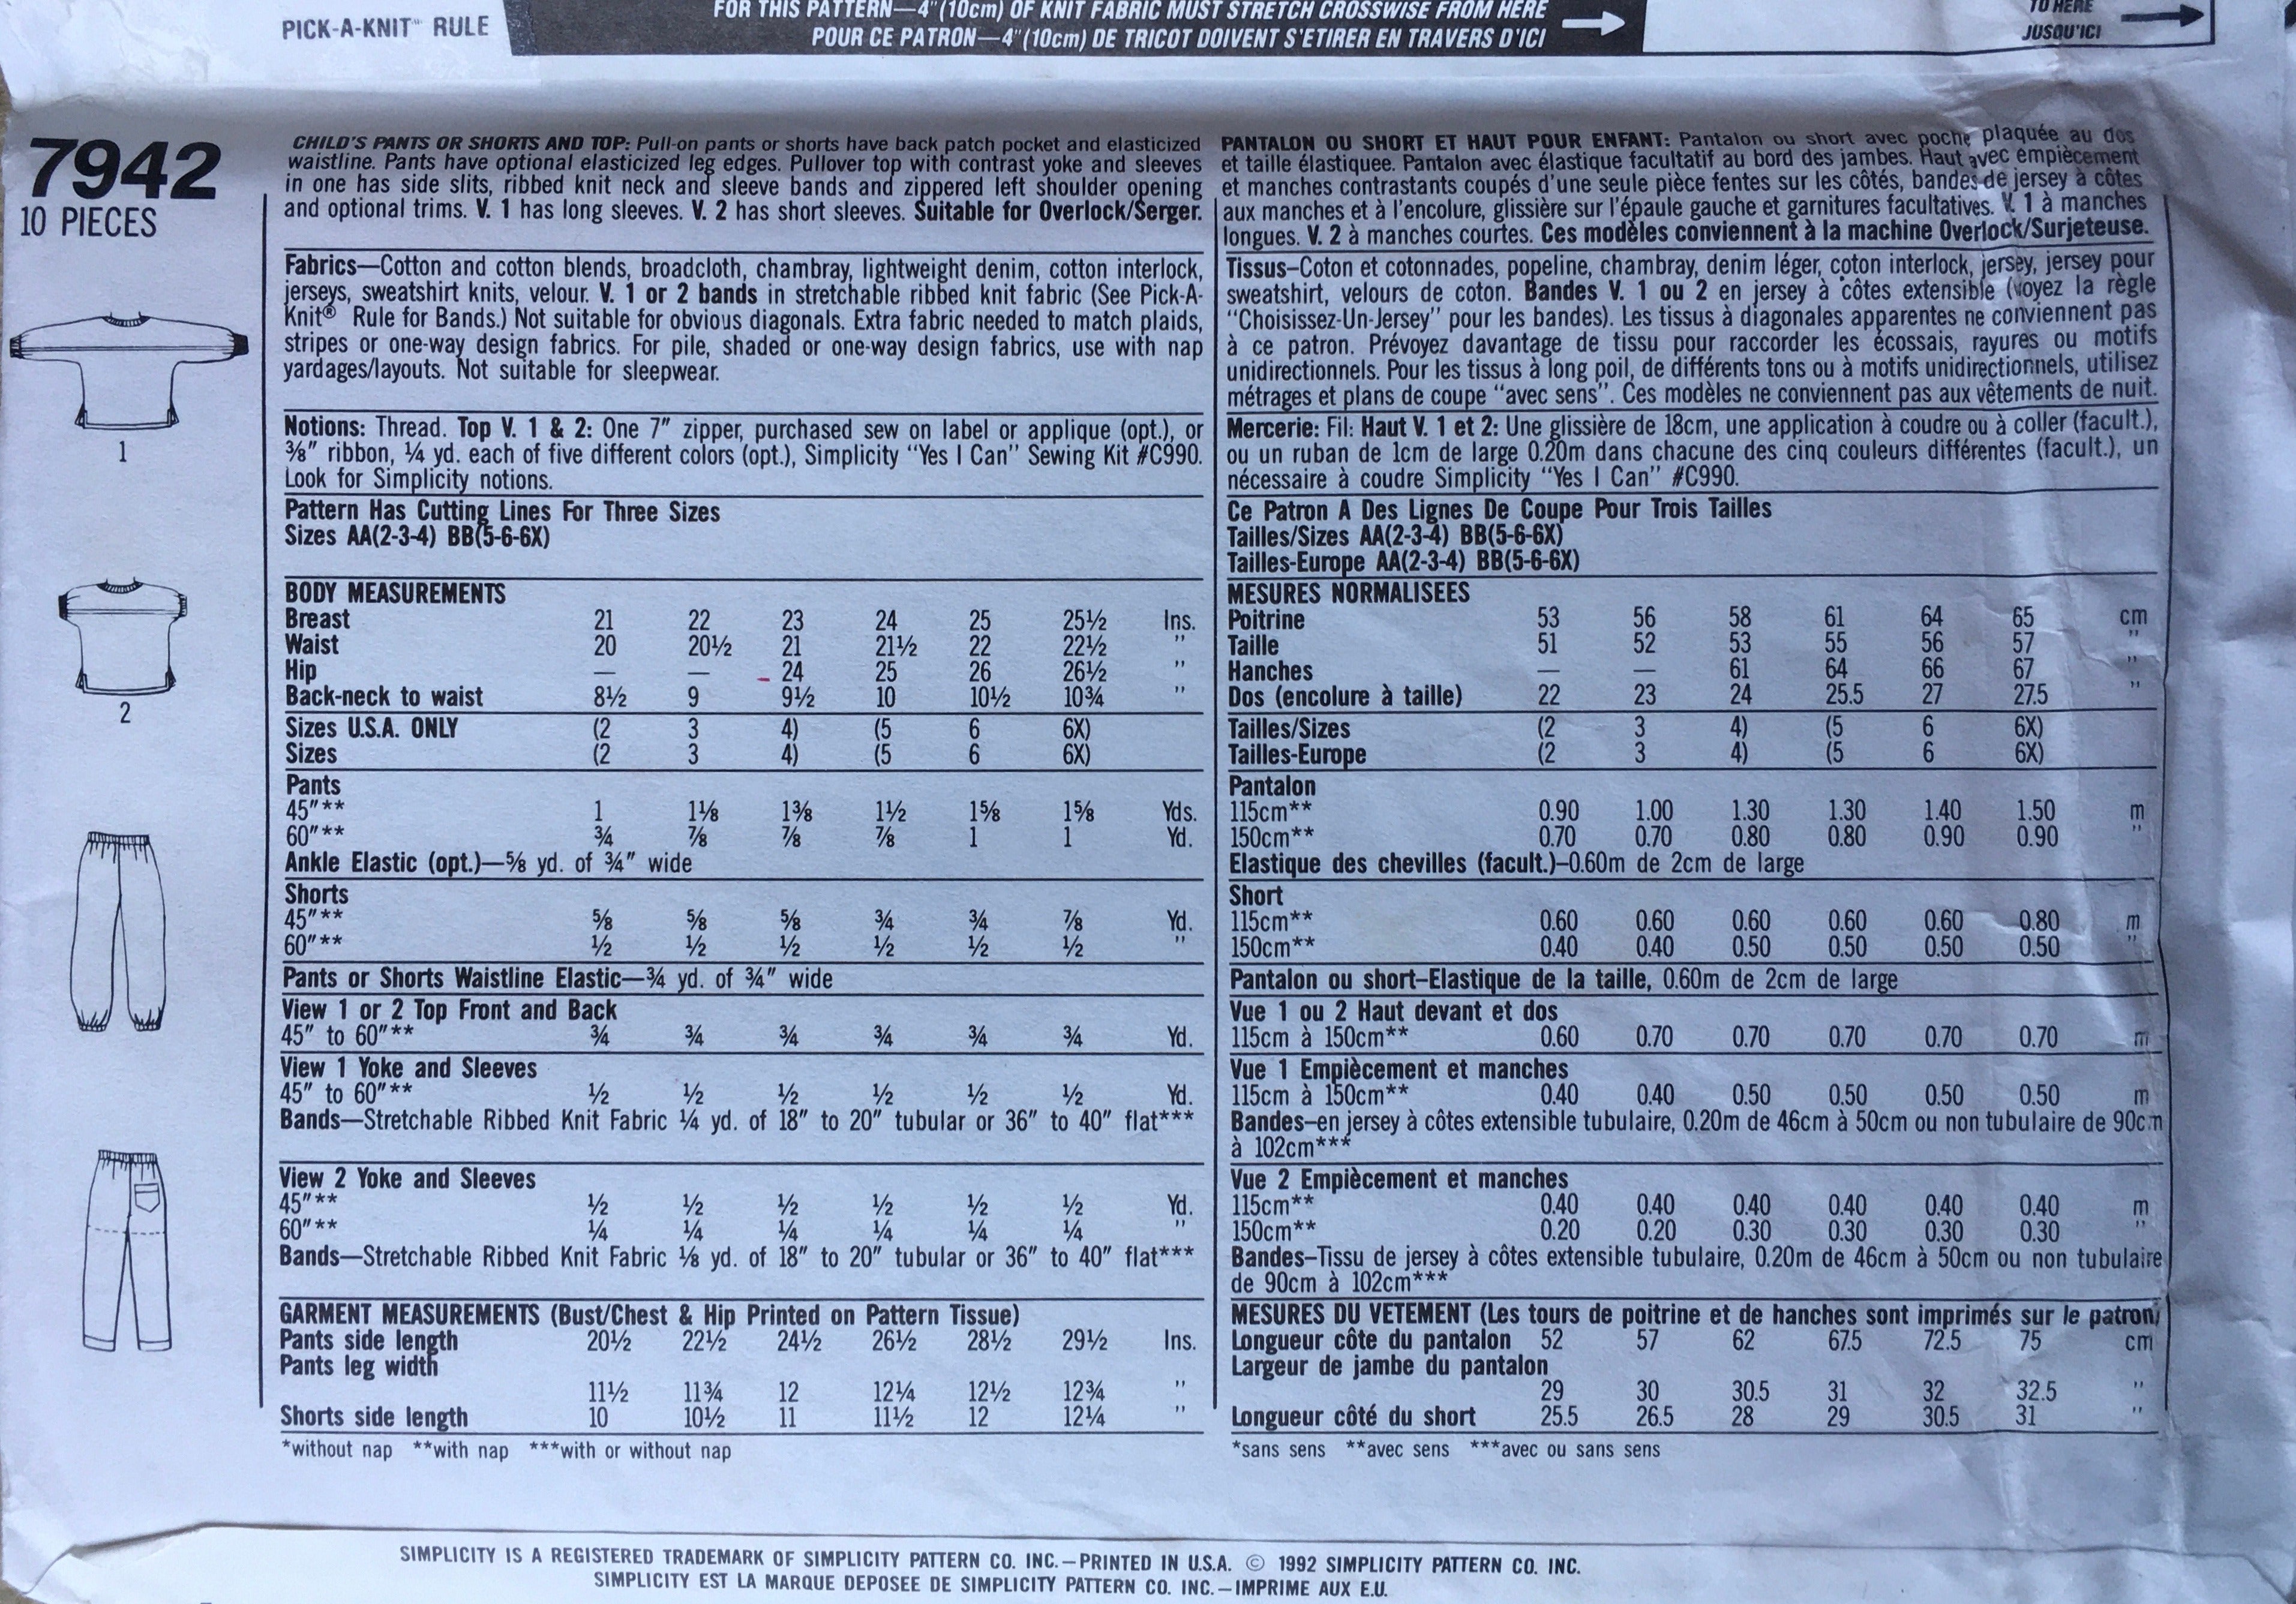 PICK-A-KNIT™ RULE
FOR THIS PATTERN—4"(10cm) OF KNIT FABRIC MUST STRETCH CROSSWISE FROM HERE
POUR CE PATRON—4"(10cm) DE TRICOT DOIVENT S'ETIRER EN TRAVERS D'ICI
TO HERE
JUSQU'ICI
7942
10 PIECES
1
2
CHILD'S PANTS OR SHORTS AND TOP: Pull-on pants or shorts have back patch pocket and elasticized
waistline. Pants have optional elasticized leg edges. Pullover top with contrast yoke and sleeves
in one has side slits, ribbed knit neck and sleeve bands and zippered left shoulder opening
and optional trims. V. 1 has long sleeves. V. 2 has short sleeves. Suitable for Overlock/Serger.
Fabrics—Cotton and cotton blends, broadcloth, chambray, lightweight denim, cotton interlock,
jerseys, sweatshirt knits, velour. V. 1 or 2 bands in stretchable ribbed knit fabric (See Pick-A-
Knit® Rule for Bands.) Not suitable for obvious diagonals. Extra fabric needed to match plaids,
stripes or one-way design fabrics. For pile, shaded or one-way design fabrics, use with nap
yardages/layouts. Not suitable for sleepwear.
Notions: Thread. Top V. 1 & 2: One 7" zipper, purchased sew on label or applique (opt.), or
⅜" ribbon, ¼ yd. each of five different colors (opt.), Simplicity "Yes I Can" Sewing Kit #C990.
Look for Simplicity notions.
Pattern Has Cutting Lines For Three Sizes
Sizes AA(2-3-4) BB(5-6-6X)
BODY MEASUREMENTS
Breast 21 22 23 24 25 25½ Ins.
Waist 20 20½ 21 21½ 22 22½ "
Hip — — 24 25 26 26½ "
Back-neck to waist 8½ 9 9½ 10 10½ 10¾ "
Sizes U.S.A. ONLY (2 3 4) (5 6 6X)
Sizes (2 3 4) (5 6 6X)
Pants
45"** 1 1⅛ 1⅜ 1½ 1⅝ 1⅝ Yds.
60"** ¾ ⅞ ⅞ ⅞ 1 1 Yd.
Ankle Elastic (opt.)—⅝ yd. of ¾" wide
Shorts
45"** ⅝ ⅝ ⅝ ¾ ¾ ⅞ Yd.
60"** ½ ½ ½ ½ ½ ½ "
Pants or Shorts Waistline Elastic—¾ yd. of ¾" wide
View 1 or 2 Top Front and Back
45" to 60"** ¾ ¾ ¾ ¾ ¾ ¾ Yd.
View 1 Yoke and Sleeves
45" to 60"** ½ ½ ½ ½ ½ ½ Yd.
Bands—Stretchable Ribbed Knit Fabric ¼ yd. of 18" to 20" tubular or 36" to 40" flat***
View 2 Yoke and Sleeves
45"** ½ ½ ½ ½ ½ ½ Yd.
60"** ¼ ¼ ¼ ¼ ¼ ¼ "
Bands—Stretchable Ribbed Knit Fabric ⅛ yd. of 18" to 20" tubular or 36" to 40" flat***
GARMENT MEASUREMENTS (Bust/Chest & Hip Printed on Pattern Tissue)
Pants side length 20½ 22½ 24½ 26½ 28½ 29½ Ins.
Pants leg width
11½ 11¾ 12 12¼ 12½ 12¾ "
Shorts side length 10 10½ 11 11½ 12 12¼ "
*without nap **with nap ***with or without nap
PANTALON OU SHORT ET HAUT POUR ENFANT: Pantalon ou short avec poche plaquée au dos
et taille élastiquee. Pantalon avec élastique facultatif au bord des jambes. Haut avec empiècement
et manches contrastants coupés d'une seule pièce fentes sur les côtés, bandes de jersey à côtes
aux manches et à l'encolure, glissière sur l'épaule gauche et garnitures facultatives. V. 1 à manches
longues. V. 2 à manches courtes. Ces modèles conviennent à la machine Overlock/Surjeteuse.
Tissus–Coton et cotonnades, popeline, chambray, denim léger, coton interlock, jersey, jersey pour
sweatshirt, velours de coton. Bandes V. 1 ou 2 en jersey à côtes extensible (voyez la règle
"Choisissez-Un-Jersey" pour les bandes). Les tissus à diagonales apparentes ne conviennent pas
à ce patron. Prévoyez davantage de tissu pour raccorder les écossais, rayures ou motifs
unidirectionnels. Pour les tissus à long poil, de différents tons ou à motifs unidirectionnels, utilisez
métrages et plans de coupe "avec sens". Ces modèles ne conviennent pas aux vêtements de nuit.
Mercerie: Fil: Haut V. 1 et 2: Une glissière de 18cm, une application à coudre ou à coller (facult.),
ou un ruban de 1cm de large 0.20m dans chacune des cinq couleurs différentes (facult.), un
nécessaire à coudre Simplicity "Yes I Can" #C990.
Ce Patron A Des Lignes De Coupe Pour Trois Tailles
Tailles/Sizes AA(2-3-4) BB(5-6-6X)
Tailles-Europe AA(2-3-4) BB(5-6-6X)
MESURES NORMALISEES
Poitrine 53 56 58 61 64 65 cm
Taille 51 52 53 55 56 57 "
Hanches — — 61 64 66 67 "
Dos (encolure à taille) 22 23 24 25.5 27 27.5 "
Tailles/Sizes (2 3 4) (5 6 6X)
Tailles-Europe (2 3 4) (5 6 6X)
Pantalon
115cm** 0.90 1.00 1.30 1.30 1.40 1.50 m
150cm** 0.70 0.70 0.80 0.80 0.90 0.90 "
Elastique des chevilles (facult.)–0.60m de 2cm de large
Short
115cm** 0.60 0.60 0.60 0.60 0.60 0.80 m
150cm** 0.40 0.40 0.50 0.50 0.50 0.50 "
Pantalon ou short–Elastique de la taille, 0.60m de 2cm de large
Vue 1 ou 2 Haut devant et dos
115cm à 150cm** 0.60 0.70 0.70 0.70 0.70 0.70 m
Vue 1 Empiècement et manches
115cm à 150cm** 0.40 0.40 0.50 0.50 0.50 0.50 m
Bandes–en jersey à côtes extensible tubulaire, 0.20m de 46cm à 50cm ou non tubulaire de 90cm
à 102cm***
Vue 2 Empiècement et manches
115cm** 0.40 0.40 0.40 0.40 0.40 0.40 m
150cm** 0.20 0.20 0.30 0.30 0.30 0.30 "
Bandes–Tissu de jersey à côtes extensible tubulaire, 0.20m de 46cm à 50cm ou non tubulaire
de 90cm à 102cm***
MESURES DU VETEMENT (Les tours de poitrine et de hanches sont imprimés sur le patron)
Longueur côte du pantalon 52 57 62 67.5 72.5 75 cm
Largeur de jambe du pantalon
29 30 30.5 31 32 32.5 "
Longueur côté du short 25.5 26.5 28 29 30.5 31 "
*sans sens **avec sens ***avec ou sans sens
SIMPLICITY IS A REGISTERED TRADEMARK OF SIMPLICITY PATTERN CO. INC.—PRINTED IN U.S.A. © 1992 SIMPLICITY PATTERN CO. INC.
SIMPLICITY EST LA MARQUE DEPOSEE DE SIMPLICITY PATTERN CO. INC.—IMPRIME AUX E.U.